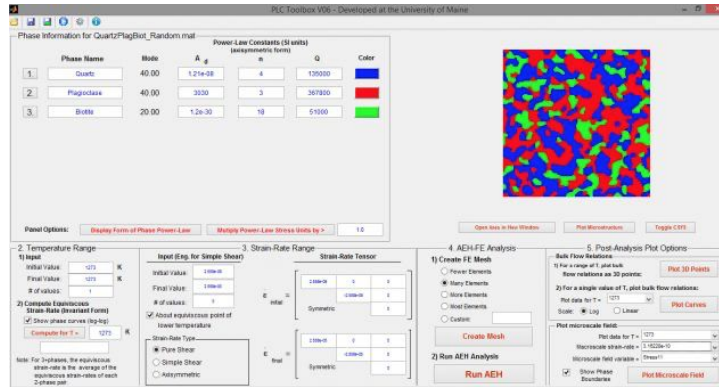 PLC Toolbox V06 - Developed at the University of Maine
Phase Information for QuartzPlagBiot_Random.mat
Power-Law Constants (SI units)
(axisymmetric form)
Phase Name Mode A d n Q Color
1. Quartz 40.00 1.21e-08 4 135000
2. Plagioclase 40.00 3030 3 367800
3. Biotite 20.00 1.2e-30 18 51000
Panel Options: Display Form of Phase Power-Law Multiply Power-Law Stress Units by > 1.0
Open Axes in New Window Plot Microstructure Toggle CSYS
2. Temperature Range
1) Input
Initial Value: 1273 K
Final Value: 1273 K
# of values: 1
2) Compute Equiviscous
Strain-Rate (Invariant Form)
Show phase curves (log-log)
Compute for T = 1273 K
Note: For 3+phases, the equiviscous
strain-rate is the average of the
equiviscous strain-rates of each
2-phase pair.
3. Strain-Rate Range
Input (Eng. for Simple Shear)
Initial Value:
Final Value:
# of values: 1
About equiviscous point of
lower temperature
Strain-Rate Type
Pure Shear
Simple Shear
Axisymmetric
Strain-Rate Tensor
ε initial =
0 0
0
Symmetric
ε final =
0 0
0
Symmetric
4. AEH-FE Analysis
1) Create FE Mesh
Fewer Elements
Many Elements
More Elements
Most Elements
Custom:
Create Mesh
2) Run AEH Analysis
Run AEH
5. Post-Analysis Plot Options
Bulk Flow Relations
1) For a range of T, plot bulk
flow relations as 3D points:
Plot 3D Points
2) For a single value of T, plot bulk flow relations:
Plot data for T = 1273
Scale: Log Linear
Plot Curves
Plot microscale field:
Plot data for T = 1273
Macroscale strain-rate =
Microscale field variable = Stress11
Show Phase
Boundaries
Plot Microscale Field